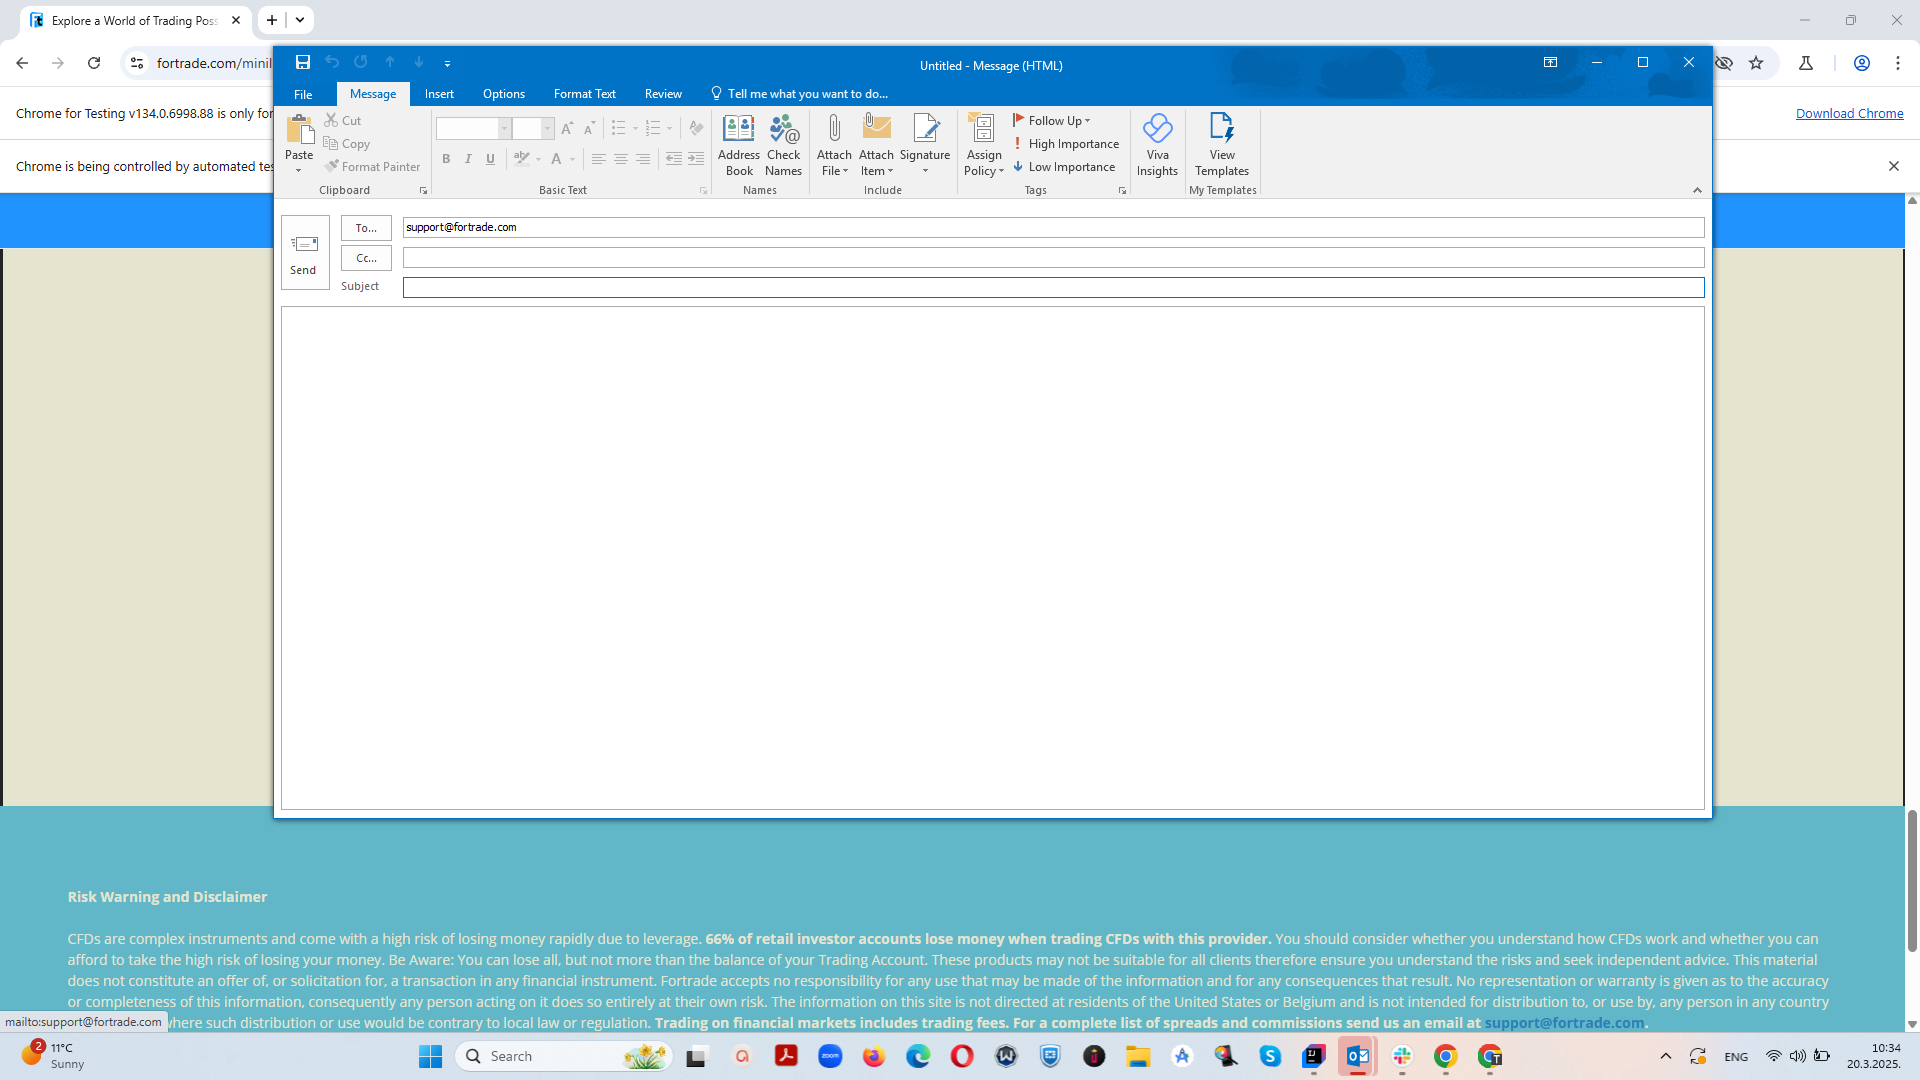 Explore a World of Trading Poss
fortrade.com/minil
Chrome for Testing v134.0.6998.88 is only for
Download Chrome
Chrome is being controlled by automated tes
Untitled - Message (HTML)
File Message Insert Options Format Text Review Tell me what you want to do...
Paste
Cut
Copy
Format Painter
Clipboard
B I U A
Basic Text
Address Book
Check Names
Names
Attach File
Attach Item
Signature
Include
Assign Policy
Follow Up
High Importance
Low Importance
Tags
Viva Insights
View Templates
My Templates
Send
To... support@fortrade.com
Cc...
Subject
Risk Warning and Disclaimer
CFDs are complex instruments and come with a high risk of losing money rapidly due to leverage. 66% of retail investor accounts lose money when trading CFDs with this provider. You should consider whether you understand how CFDs work and whether you can
afford to take the high risk of losing your money. Be Aware: You can lose all, but not more than the balance of your Trading Account. These products may not be suitable for all clients therefore ensure you understand the risks and seek independent advice. This material
does not constitute an offer of, or solicitation for, a transaction in any financial instrument. Fortrade accepts no responsibility for any use that may be made of the information and for any consequences that result. No representation or warranty is given as to the accuracy
or completeness of this information, consequently any person acting on it does so entirely at their own risk. The information on this site is not directed at residents of the United States or Belgium and is not intended for distribution to, or use by, any person in any country
where such distribution or use would be contrary to local law or regulation. Trading on financial markets includes trading fees. For a complete list of spreads and commissions send us an email at support@fortrade.com.
mailto:support@fortrade.com
2
11°C
Sunny
Search
zoom
ENG
10:34
20.3.2025.